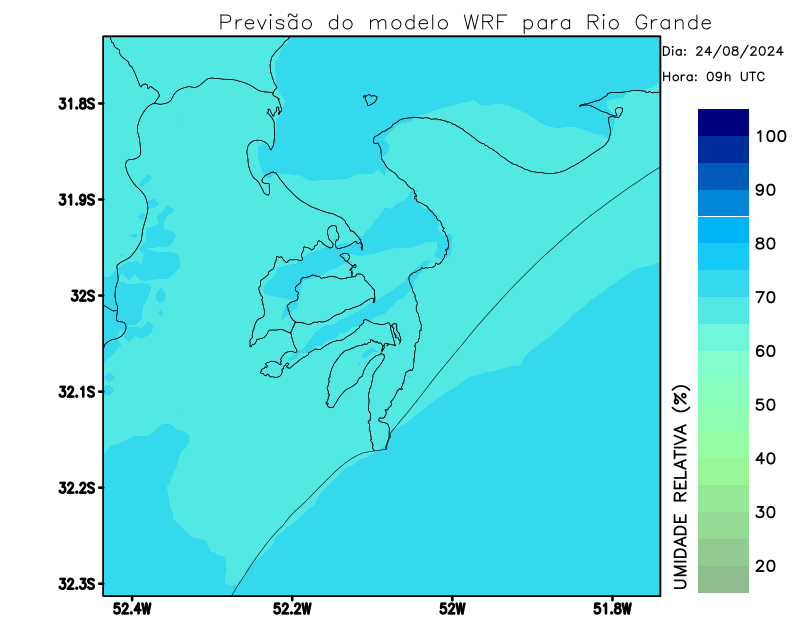 Previsão do modelo WRF para Rio Grande
Dia: 24/08/2024
Hora: 09h UTC
31.8S
31.9S
32S
32.1S
32.2S
32.3S
52.4W
52.2W
52W
51.8W
100
90
80
70
60
50
40
30
20
UMIDADE RELATIVA (%)